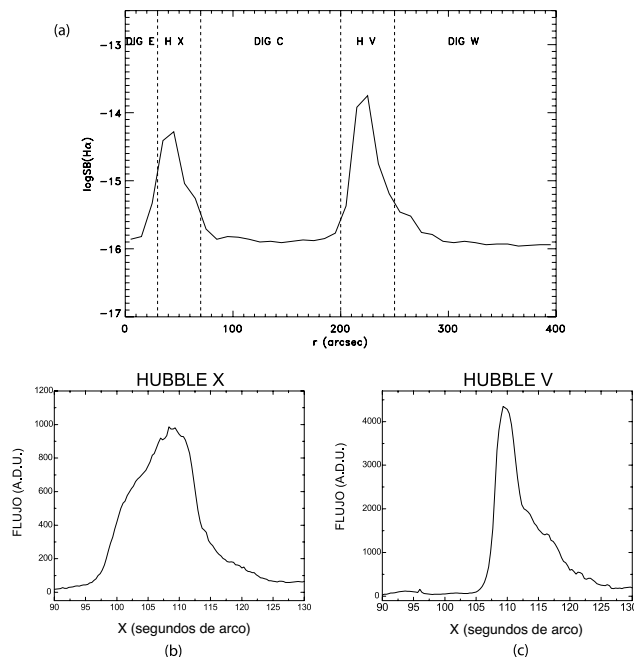 (a)
DIG E H X DIG C H V DIG W
-13
-14
-15
-16
-17
logSB(Hα)
0 100 200 300 400
r (arcsec)
HUBBLE X
1200
1000
800
600
400
200
0
FLUJO (A.D.U.)
90 95 100 105 110 115 120 125 130
X (segundos de arco)
(b)
HUBBLE V
4000
3000
2000
1000
0
FLUJO (A.D.U.)
90 95 100 105 110 115 120 125 130
X (segundos de arco)
(c)